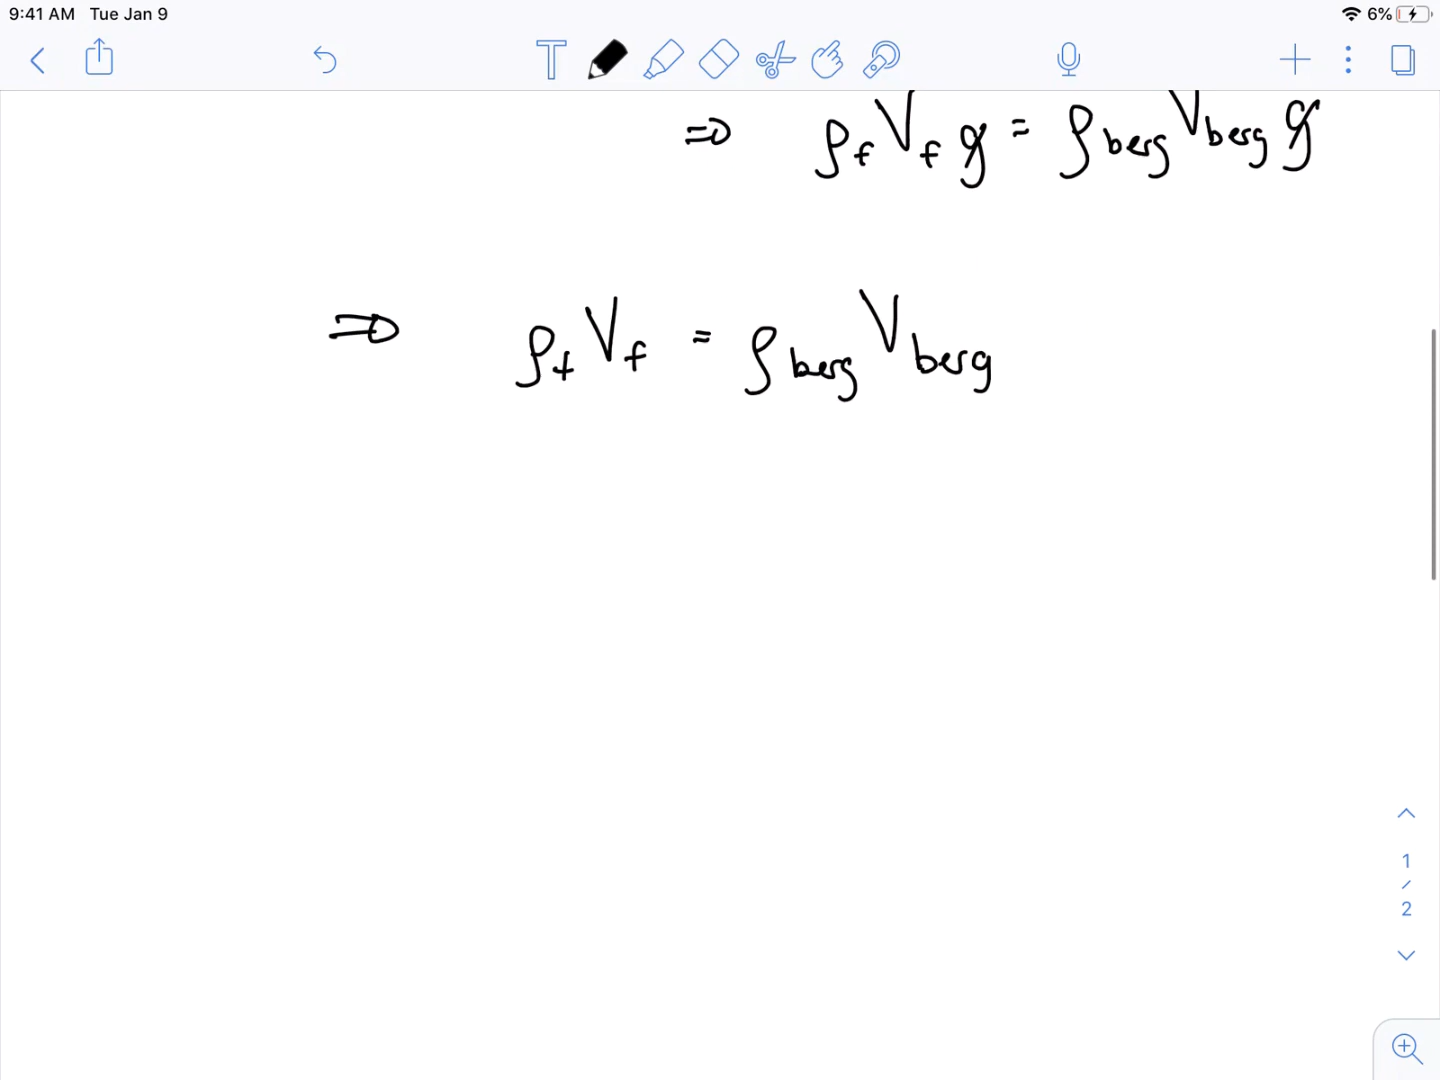 9:41 AM Tue Jan 9
6%
T
⇒ ρf Vf g = ρberg Vberg g
⇒ ρf Vf = ρberg Vberg
1
/
2